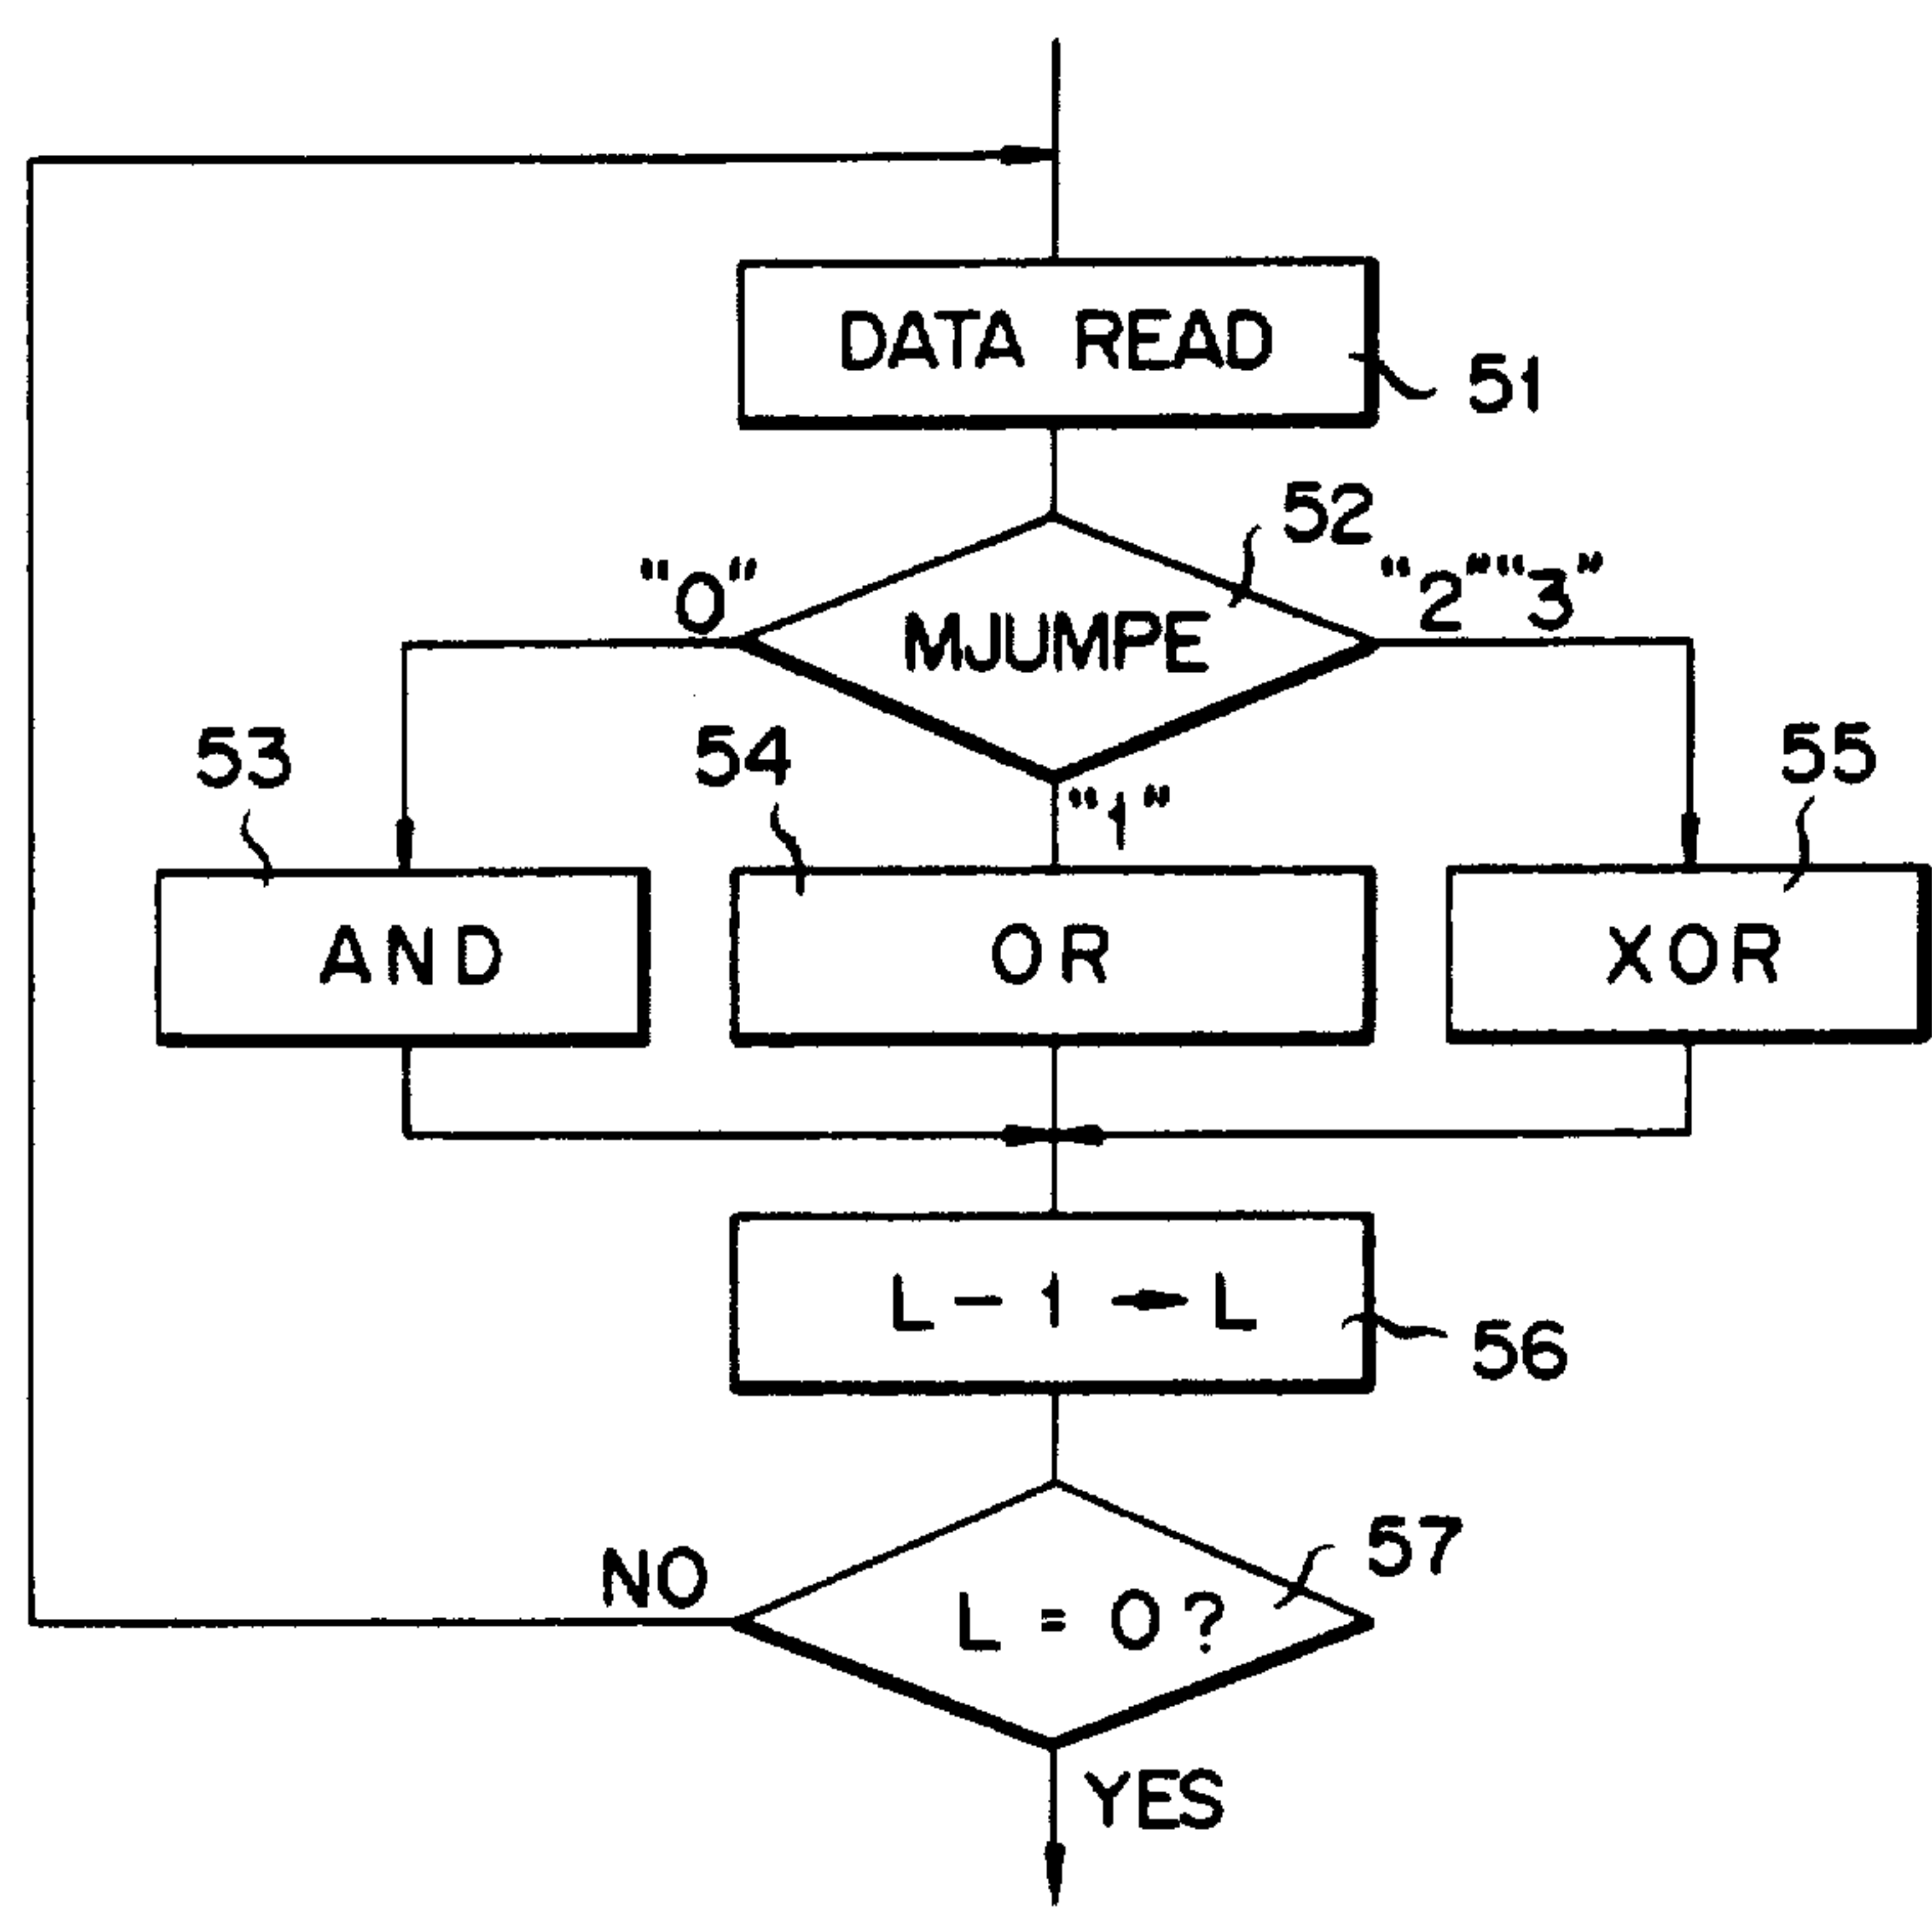 DATA READ
51
52
"0"
MJUMPE
"2""3"
53
54
"1"
55
AND
OR
XOR
L - 1 → L
56
NO
57
L = 0 ?
YES